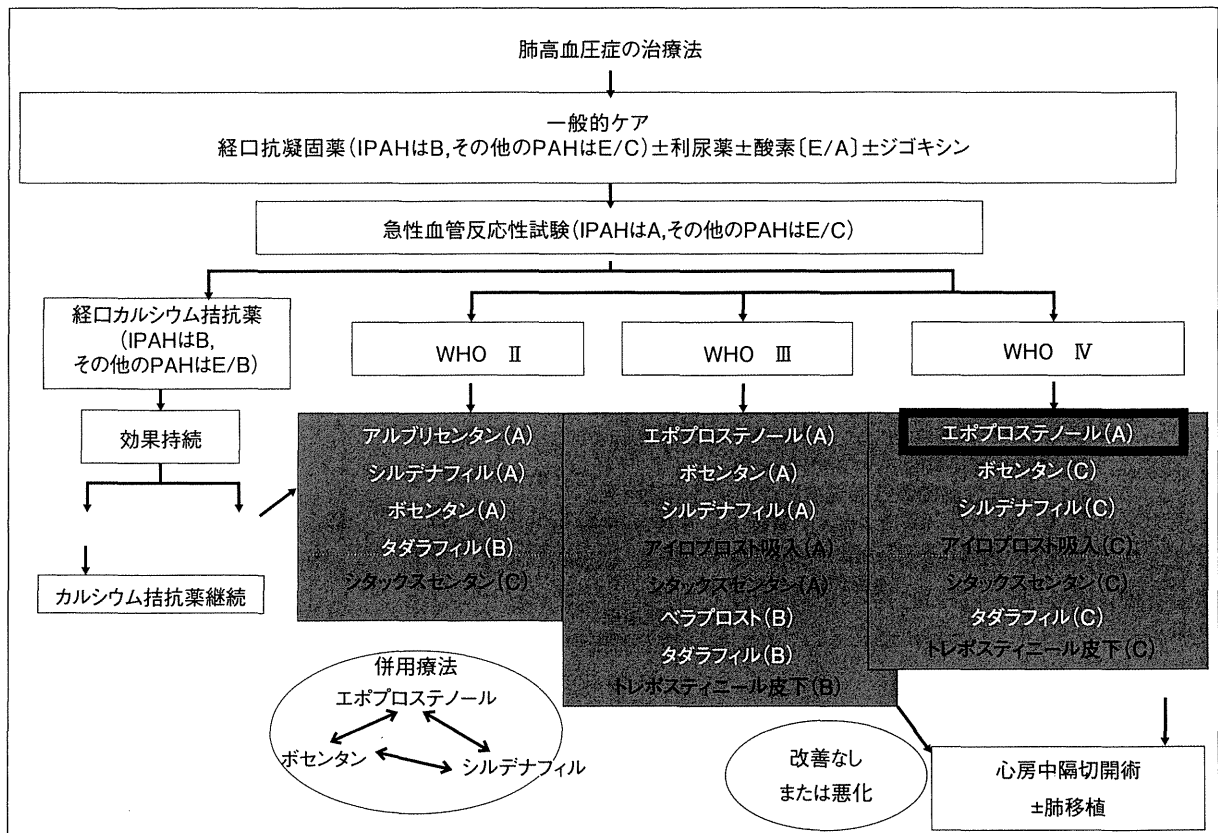 肺高血圧症の治療法
一般的ケア
経口抗凝固薬(IPAHはB,その他のPAHはE/C)±利尿薬±酸素〔E/A〕±ジゴキシン
急性血管反応性試験(IPAHはA,その他のPAHはE/C)
経口カルシウム拮抗薬
(IPAHはB,
その他のPAHはE/B)
効果持続
カルシウム拮抗薬継続
WHO Ⅱ
アルブリセンタン(A)
シルデナフィル(A)
ボセンタン(A)
タダラフィル(B)
シタックスセンタン(C)
WHO Ⅲ
エポプロステノール(A)
ボセンタン(A)
シルデナフィル(A)
アイロプロスト吸入(A)
シタックスセンタン(A)
ベラプロスト(B)
タダラフィル(B)
トレポスティニール皮下(B)
WHO Ⅳ
エポプロステノール(A)
ボセンタン(C)
シルデナフィル(C)
アイロプロスト吸入(C)
シタックスセンタン(C)
タダラフィル(C)
トレポスティニール皮下(C)
併用療法
エポプロステノール
ボセンタン
シルデナフィル
改善なし
または悪化
心房中隔切開術
±肺移植